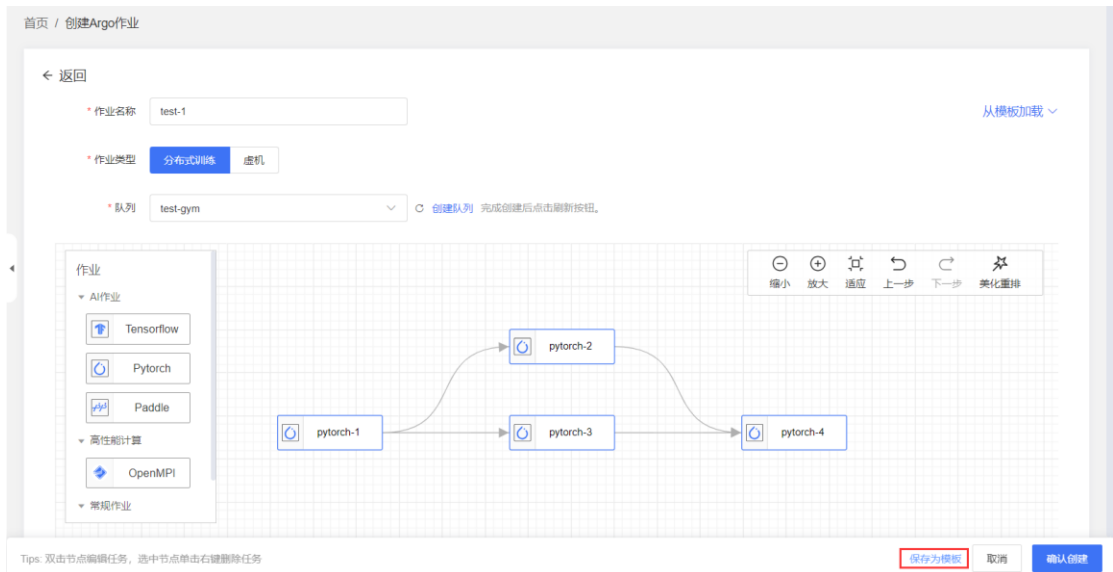 首页 / 创建Argo作业
返回
* 作业名称 test-1 从模板加载
* 作业类型 分布式训练 虚机
* 队列 test-gym 创建队列 完成创建后点击刷新按钮。
作业
AI作业
Tensorflow
Pytorch
Paddle
高性能计算
OpenMPI
常规作业
缩小 放大 适应 上一步 下一步 美化重排
pytorch-2
pytorch-1 pytorch-3 pytorch-4
Tips: 双击节点编辑任务，选中节点单击右键删除任务 保存为模板 取消 确认创建